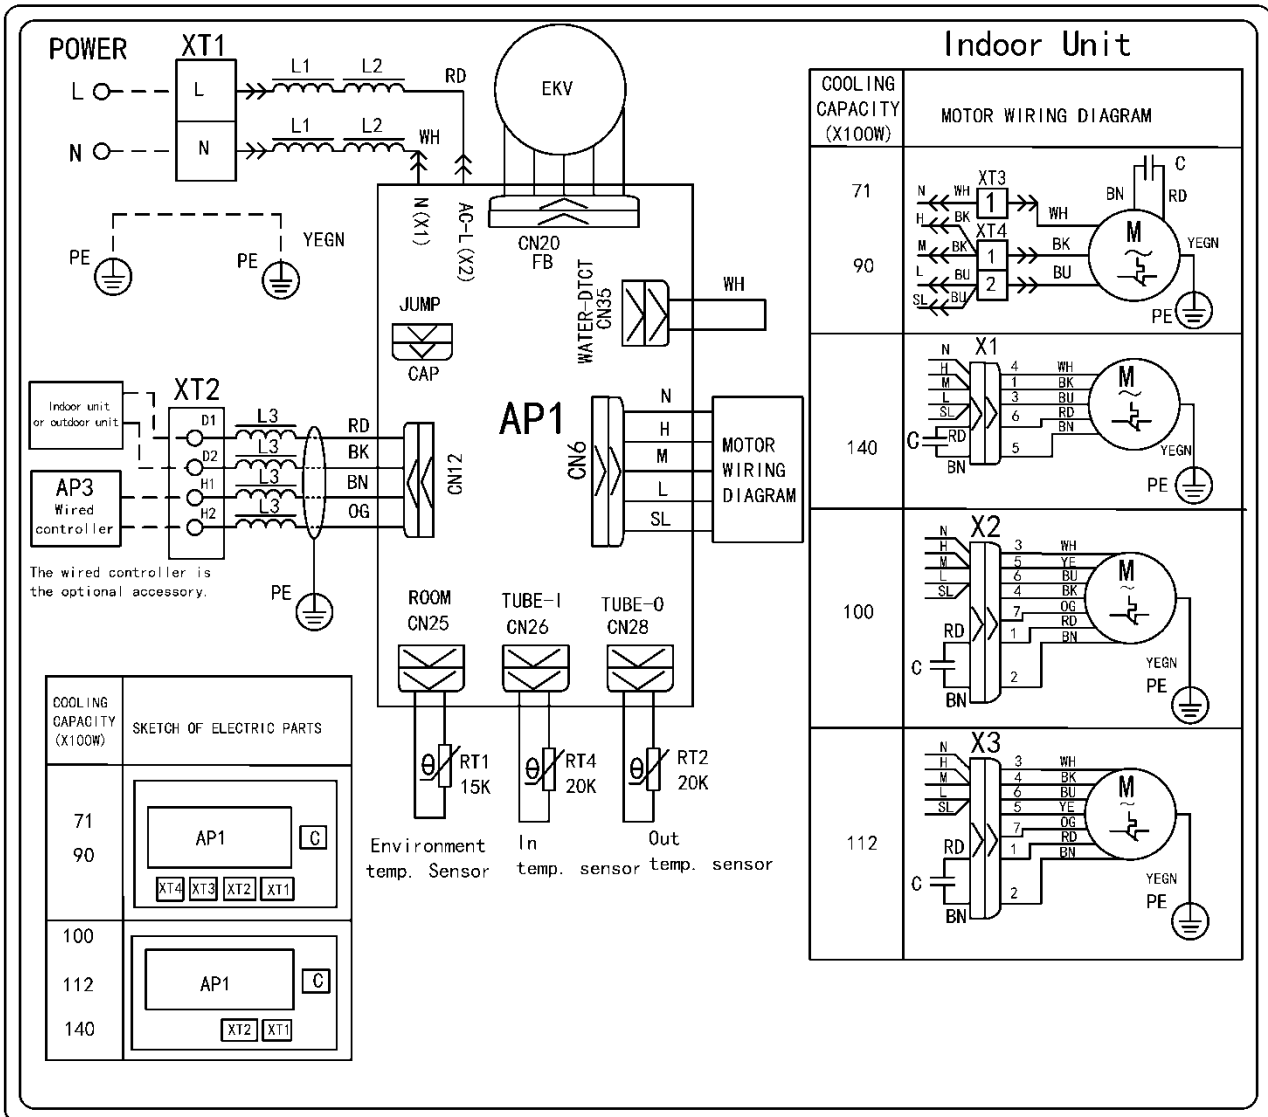 POWER
XT1
L
L
L1
L2
RD
N
N
L1
L2
WH
PE
PE
YEGN
EKV
N(X1)
AC-L(X2)
CN20
FB
JUMP
CAP
WATER-DTCT
CN35
WH
AP1
Indoor unit
or outdoor unit
AP3
Wired
controller
The wired controller is
the optional accessory.
XT2
D1
D2
H1
H2
L3
L3
L3
L3
RD
BK
BN
OG
CN12
PE
CN6
N
H
M
L
SL
MOTOR
WIRING
DIAGRAM
ROOM
CN25
TUBE-I
CN26
TUBE-O
CN28
θ
RT1
15K
θ
RT4
20K
θ
RT2
20K
Environment
temp. Sensor
In
temp. sensor
Out
temp. sensor
COOLING
CAPACITY
(X100W)
SKETCH OF ELECTRIC PARTS
71
90
AP1
C
XT4 XT3 XT2 XT1
100
112
140
AP1
C
XT2 XT1
Indoor Unit
COOLING
CAPACITY
(X100W)
MOTOR WIRING DIAGRAM
71
90
N
WH
XT3
1
WH
H
BK
XT4
M
BK
1
BK
L
BU
2
BU
SL
BU
BN
C
RD
M
~
YEGN
PE
140
X1
N
H
M
L
SL
4 WH
1 BK
3 BU
6 RD
BN
5
C
RD
BN
M
~
YEGN
PE
100
X2
N
H
M
L
SL
3 WH
5 YE
6 BU
4 BK
7 OG
1 RD
BN
2
RD
C
BN
M
~
YEGN
PE
112
X3
N
H
M
L
SL
3 WH
4 BK
6 BU
5 YE
7 OG
1 RD
BN
2
RD
C
BN
M
~
YEGN
PE